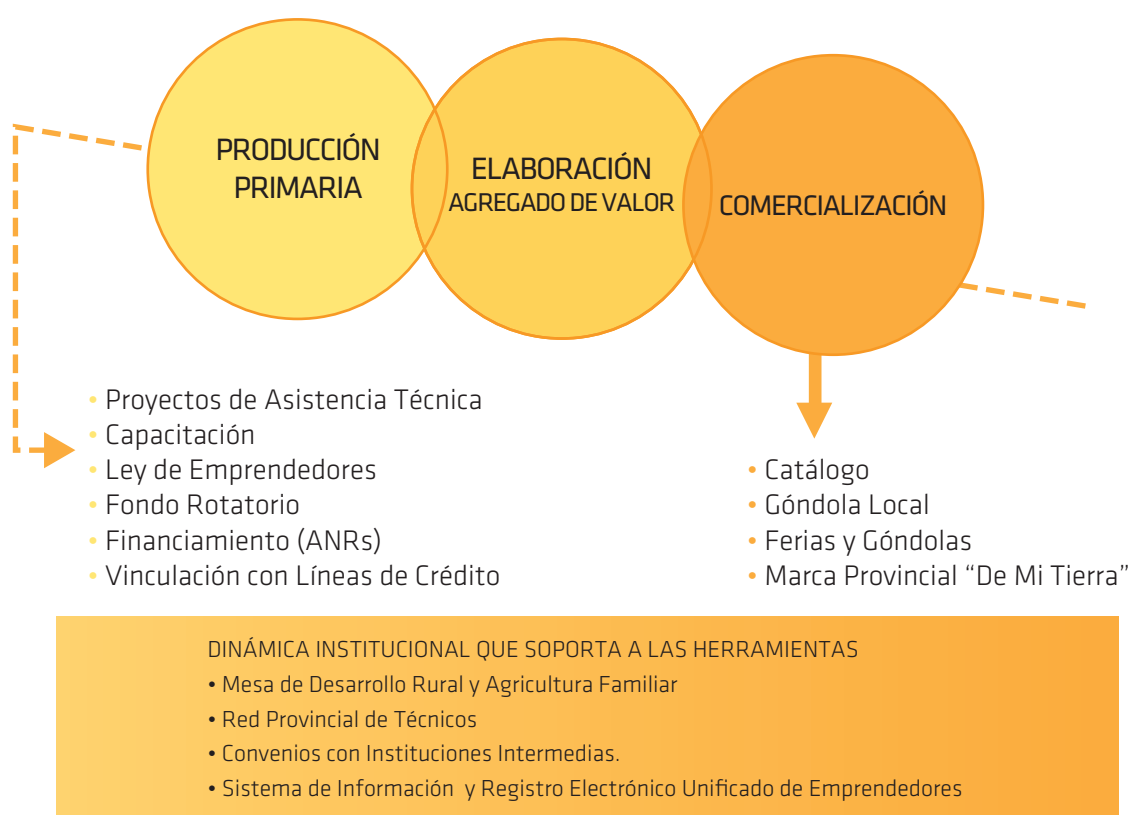 PRODUCCIÓN
PRIMARIA
ELABORACIÓN
AGREGADO DE VALOR
COMERCIALIZACIÓN
• Proyectos de Asistencia Técnica
• Capacitación
• Ley de Emprendedores
• Fondo Rotatorio
• Financiamiento (ANRs)
• Vinculación con Líneas de Crédito
• Catálogo
• Góndola Local
• Ferias y Góndolas
• Marca Provincial “De Mi Tierra”
DINÁMICA INSTITUCIONAL QUE SOPORTA A LAS HERRAMIENTAS
• Mesa de Desarrollo Rural y Agricultura Familiar
• Red Provincial de Técnicos
• Convenios con Instituciones Intermedias.
• Sistema de Información y Registro Electrónico Unificado de Emprendedores